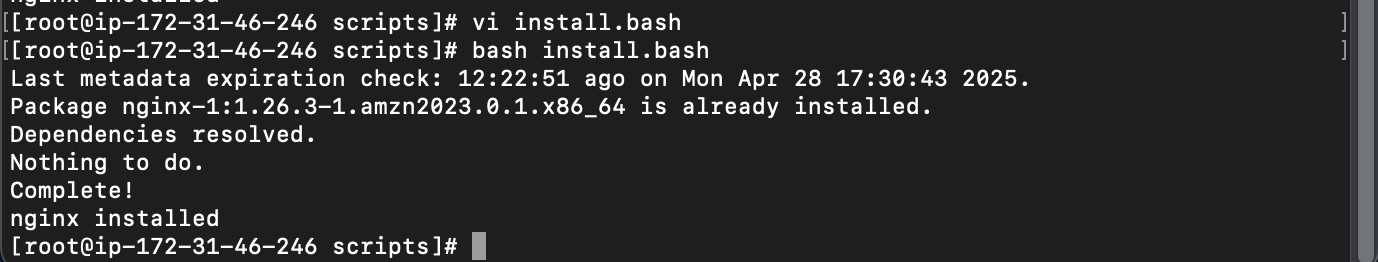 nginx installed
[[root@ip-172-31-46-246 scripts]# vi install.bash ]
[[root@ip-172-31-46-246 scripts]# bash install.bash ]
Last metadata expiration check: 12:22:51 ago on Mon Apr 28 17:30:43 2025.
Package nginx-1:1.26.3-1.amzn2023.0.1.x86_64 is already installed.
Dependencies resolved.
Nothing to do.
Complete!
nginx installed
[root@ip-172-31-46-246 scripts]#